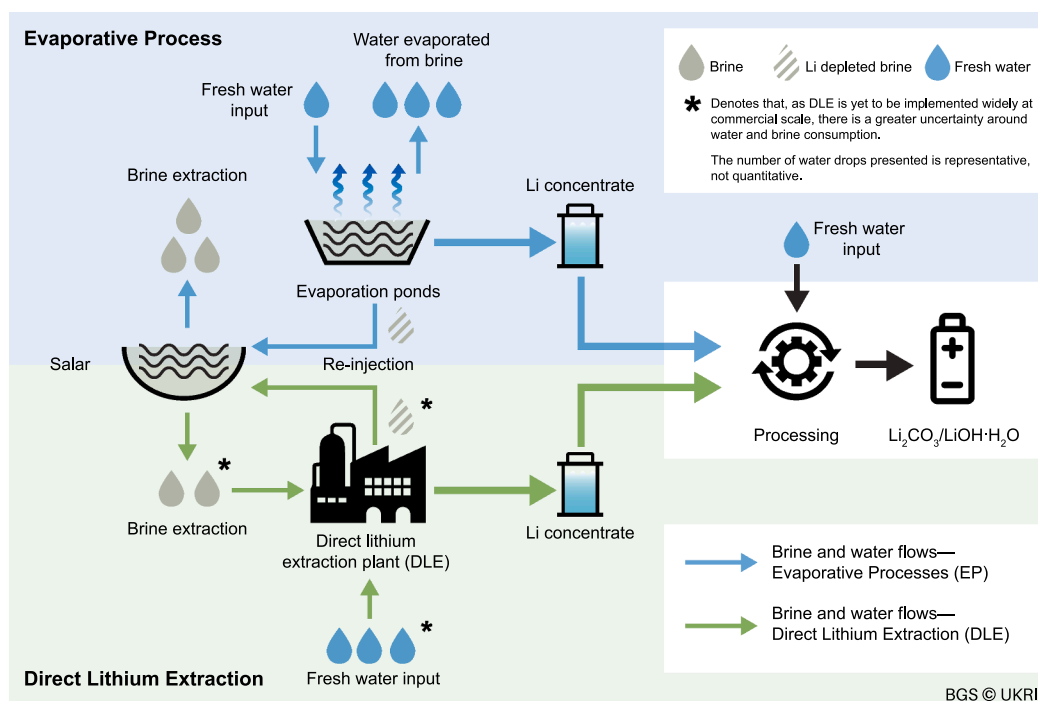 Evaporative Process
Water evaporated
from brine
Fresh water
input
Brine extraction
Evaporation ponds
Li concentrate
Salar
Re-injection
*
Brine
Li depleted brine
Fresh water
* Denotes that, as DLE is yet to be implemented widely at
commercial scale, there is a greater uncertainty around
water and brine consumption.
The number of water drops presented is representative,
not quantitative.
Fresh water
input
Processing
Li₂CO₃/LiOH·H₂O
*
Brine extraction
Direct lithium
extraction plant (DLE)
Li concentrate
*
Fresh water input
Direct Lithium Extraction
Brine and water flows—
Evaporative Processes (EP)
Brine and water flows—
Direct Lithium Extraction (DLE)
BGS © UKRI